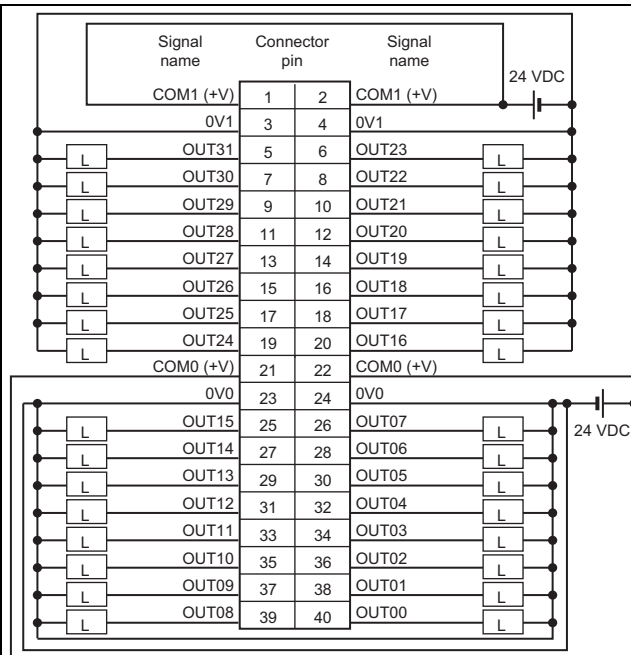 Signal name Connector pin Signal name
24 VDC
COM1 (+V) 1 2 COM1 (+V)
0V1 3 4 0V1
L OUT31 5 6 OUT23 L
L OUT30 7 8 OUT22 L
L OUT29 9 10 OUT21 L
L OUT28 11 12 OUT20 L
L OUT27 13 14 OUT19 L
L OUT26 15 16 OUT18 L
L OUT25 17 18 OUT17 L
L OUT24 19 20 OUT16 L
COM0 (+V) 21 22 COM0 (+V)
0V0 23 24 0V0
24 VDC
L OUT15 25 26 OUT07 L
L OUT14 27 28 OUT06 L
L OUT13 29 30 OUT05 L
L OUT12 31 32 OUT04 L
L OUT11 33 34 OUT03 L
L OUT10 35 36 OUT02 L
L OUT09 37 38 OUT01 L
L OUT08 39 40 OUT00 L